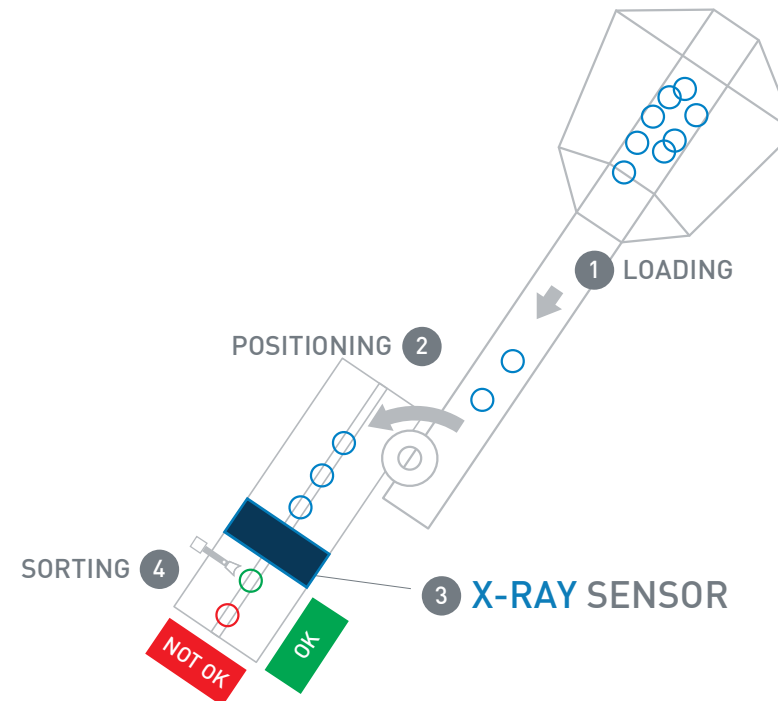 1 LOADING
POSITIONING 2
SORTING 4
3 X-RAY SENSOR
OK
NOT OK